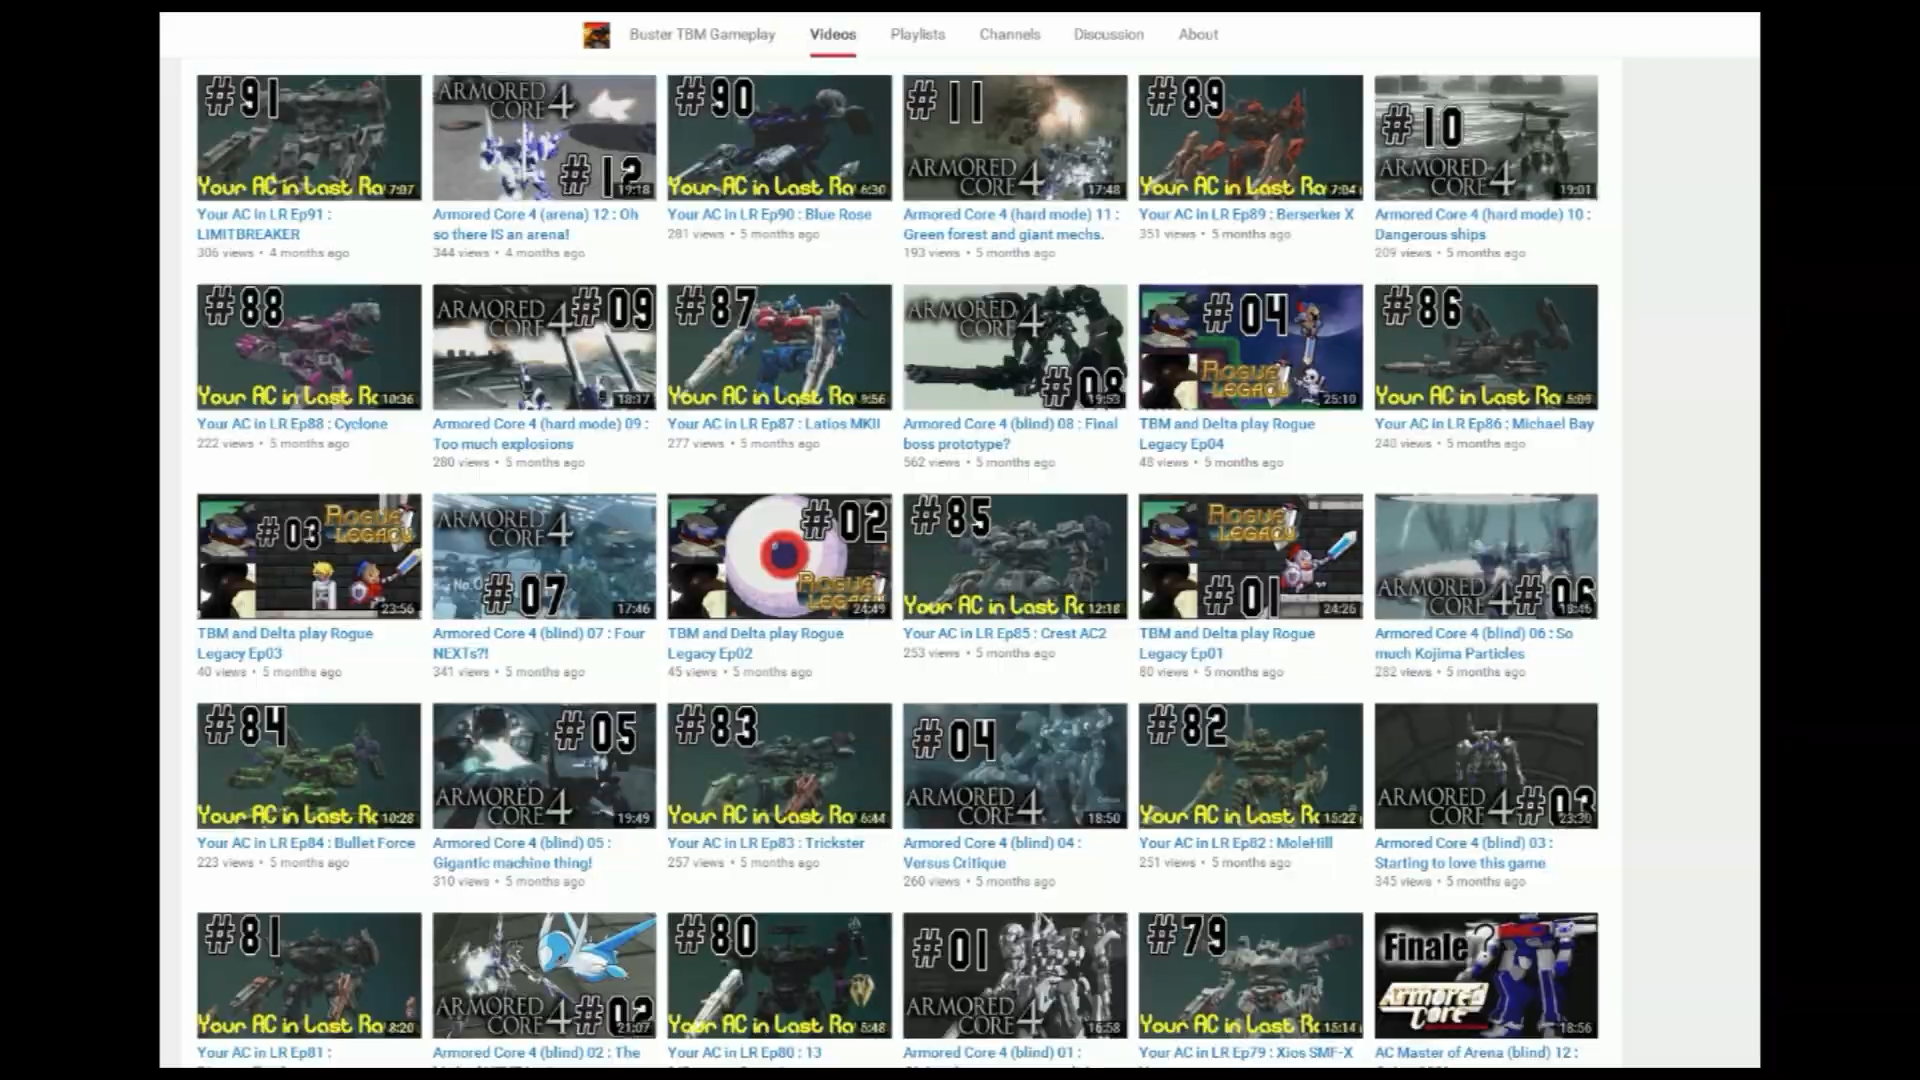 Buster TBM Gameplay Videos Playlists Channels Discussion About
#91
Your AC in Last Ra 7:07
ARMORED CORE 4
#12
19:18
#90
Your AC in Last Ra 6:30
#11
ARMORED CORE 4
17:48
#89
Your AC in Last Ra 7:04
#10
ARMORED CORE 4
19:01
Your AC in LR Ep91 :
LIMITBREAKER
306 views • 4 months ago
Armored Core 4 (arena) 12 : Oh
so there IS an arena!
344 views • 4 months ago
Your AC in LR Ep90 : Blue Rose
281 views • 5 months ago
Armored Core 4 (hard mode) 11 :
Green forest and giant mechs.
193 views • 5 months ago
Your AC in LR Ep89 : Berserker X
351 views • 5 months ago
Armored Core 4 (hard mode) 10 :
Dangerous ships
209 views • 5 months ago
#88
Your AC in Last Ra 10:36
ARMORED CORE 4
#09
18:17
#87
Your AC in Last Ra 9:56
ARMORED CORE 4
#08
19:53
#04
ROGUE LEGACY
25:10
#86
Your AC in Last Ra 5:09
Your AC in LR Ep88 : Cyclone
222 views • 5 months ago
Armored Core 4 (hard mode) 09 :
Too much explosions
280 views • 5 months ago
Your AC in LR Ep87 : Latios MKII
277 views • 5 months ago
Armored Core 4 (blind) 08 : Final
boss prototype?
562 views • 5 months ago
TBM and Delta play Rogue
Legacy Ep04
48 views • 5 months ago
Your AC in LR Ep86 : Michael Bay
240 views • 5 months ago
#03
ROGUE LEGACY
23:56
ARMORED CORE 4
#07
17:46
#02
ROGUE LEGACY
24:49
#85
Your AC in Last Ra 12:18
ROGUE LEGACY
#01
24:26
ARMORED CORE 4
#06
18:46
TBM and Delta play Rogue
Legacy Ep03
40 views • 5 months ago
Armored Core 4 (blind) 07 : Four
NEXTs?!
341 views • 5 months ago
TBM and Delta play Rogue
Legacy Ep02
45 views • 5 months ago
Your AC in LR Ep85 : Crest AC2
253 views • 5 months ago
TBM and Delta play Rogue
Legacy Ep01
80 views • 5 months ago
Armored Core 4 (blind) 06 : So
much Kojima Particles
282 views • 5 months ago
#84
Your AC in Last Ra 10:28
#05
ARMORED CORE 4
19:49
#83
Your AC in Last Ra 6:44
#04
ARMORED CORE 4
18:50
#82
Your AC in Last Ra 15:22
ARMORED CORE 4
#03
23:30
Your AC in LR Ep84 : Bullet Force
223 views • 5 months ago
Armored Core 4 (blind) 05 :
Gigantic machine thing!
310 views • 5 months ago
Your AC in LR Ep83 : Trickster
257 views • 5 months ago
Armored Core 4 (blind) 04 :
Versus Critique
260 views • 5 months ago
Your AC in LR Ep82 : MoleHill
251 views • 5 months ago
Armored Core 4 (blind) 03 :
Starting to love this game
345 views • 5 months ago
#81
Your AC in Last Ra 8:20
ARMORED CORE 4
#02
21:07
#80
Your AC in Last Ra 5:48
#01
ARMORED CORE 4
16:58
#79
Your AC in Last Ra 15:14
Finale?
ARMORED CORE
18:56
Your AC in LR Ep81 :
Armored Core 4 (blind) 02 : The
Your AC in LR Ep80 : 13
Armored Core 4 (blind) 01 :
Your AC in LR Ep79 : Xios SMF-X
AC Master of Arena (blind) 12 :